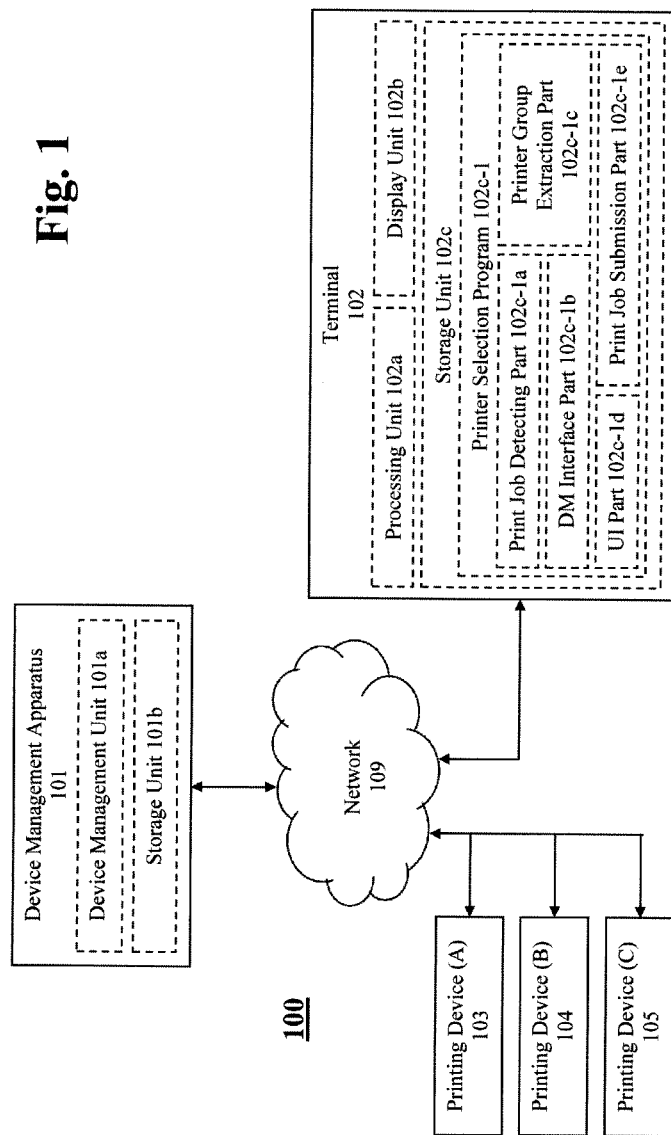 Fig. 1
100
Device Management Apparatus
101
Device Management Unit 101a
Storage Unit 101b
Network
109
Printing Device (A)
103
Printing Device (B)
104
Printing Device (C)
105
Terminal
102
Processing Unit 102a
Display Unit 102b
Storage Unit 102c
Printer Selection Program 102c-1
Print Job Detecting Part 102c-1a
DM Interface Part 102c-1b
Printer Group
Extraction Part
102c-1c
UI Part 102c-1d
Print Job Submission Part 102c-1e